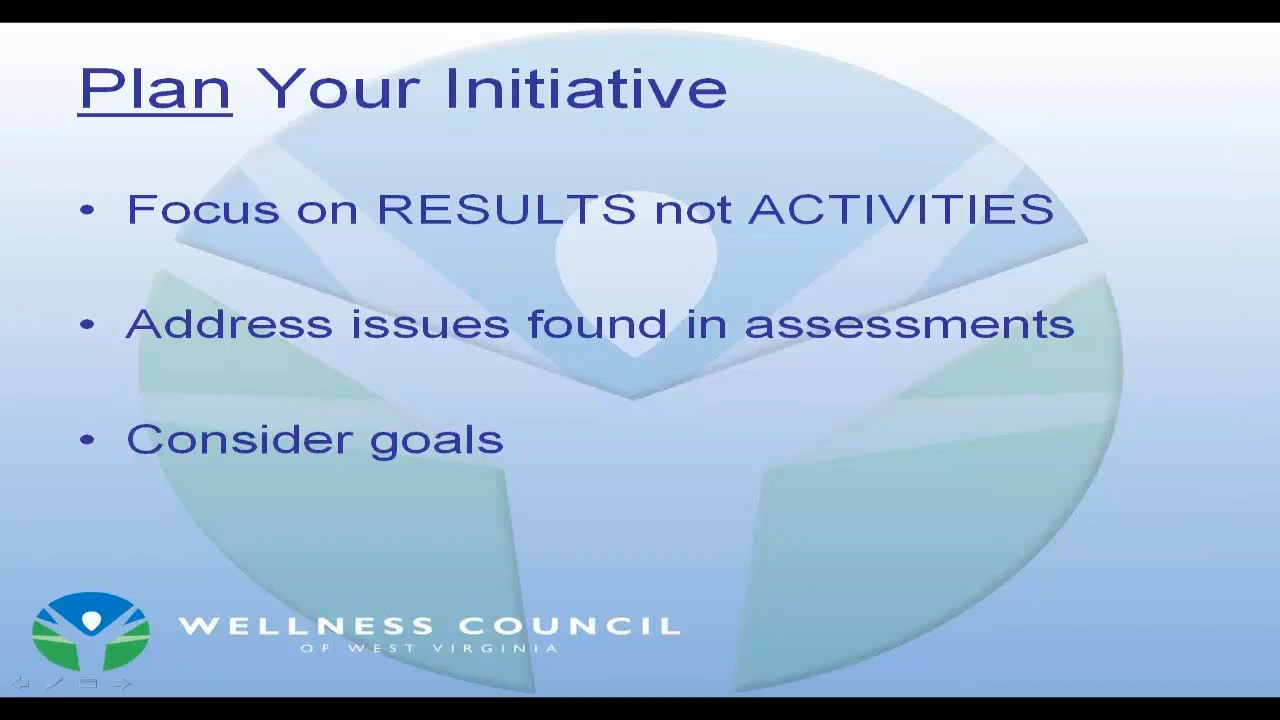 Plan Your Initiative
• Focus on RESULTS not ACTIVITIES
• Address issues found in assessments
• Consider goals
WELLNESS COUNCIL
OF WEST VIRGINIA